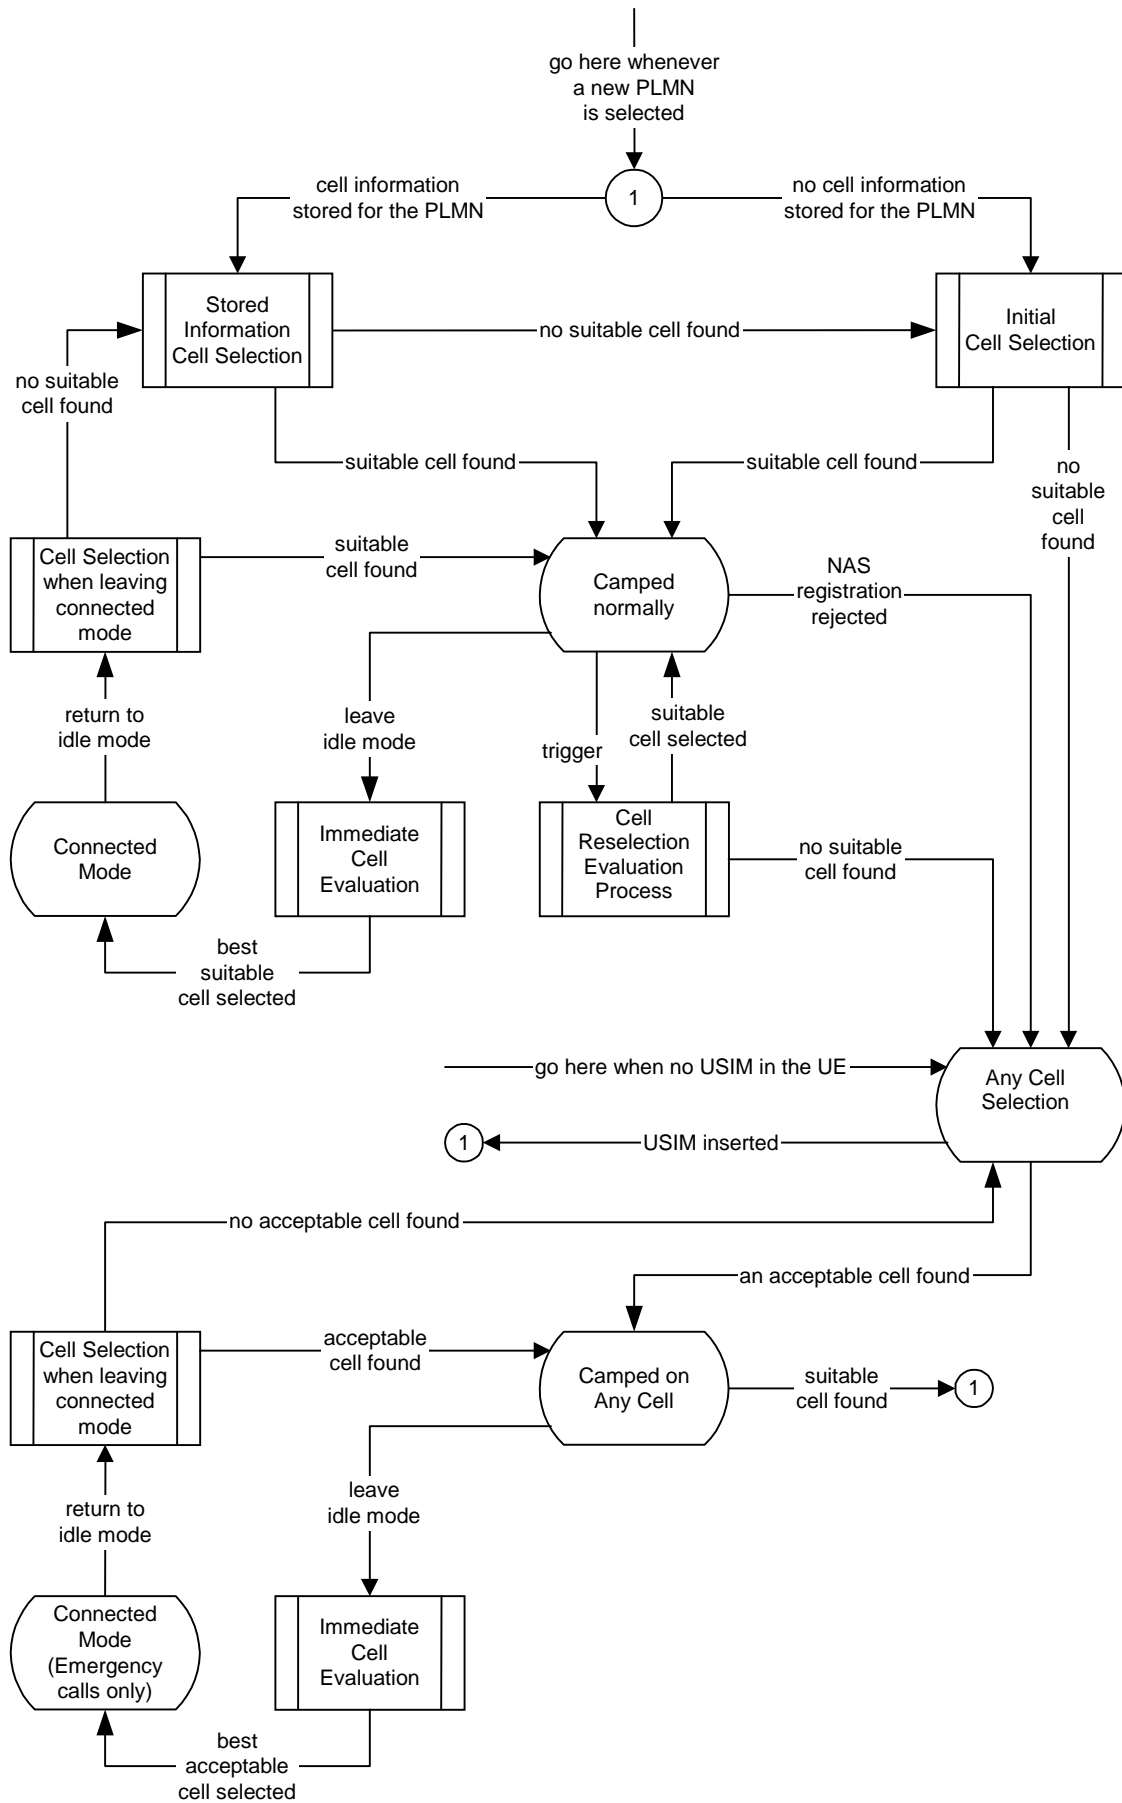 go here whenever
a new PLMN
is selected
cell information
stored for the PLMN
1
no cell information
stored for the PLMN
Stored
Information
Cell Selection
no suitable cell found
Initial
Cell Selection
no suitable
cell found
suitable cell found
suitable cell found
no
suitable
cell
found
Cell Selection
when leaving
connected
mode
suitable
cell found
Camped
normally
NAS
registration
rejected
return to
idle mode
leave
idle mode
trigger
suitable
cell selected
Connected
Mode
Immediate
Cell
Evaluation
Cell
Reselection
Evaluation
Process
no suitable
cell found
best
suitable
cell selected
go here when no USIM in the UE
Any Cell
Selection
1
USIM inserted
no acceptable cell found
an acceptable cell found
Cell Selection
when leaving
connected
mode
acceptable
cell found
Camped on
Any Cell
suitable
cell found
1
return to
idle mode
leave
idle mode
Connected
Mode
(Emergency
calls only)
Immediate
Cell
Evaluation
best
acceptable
cell selected